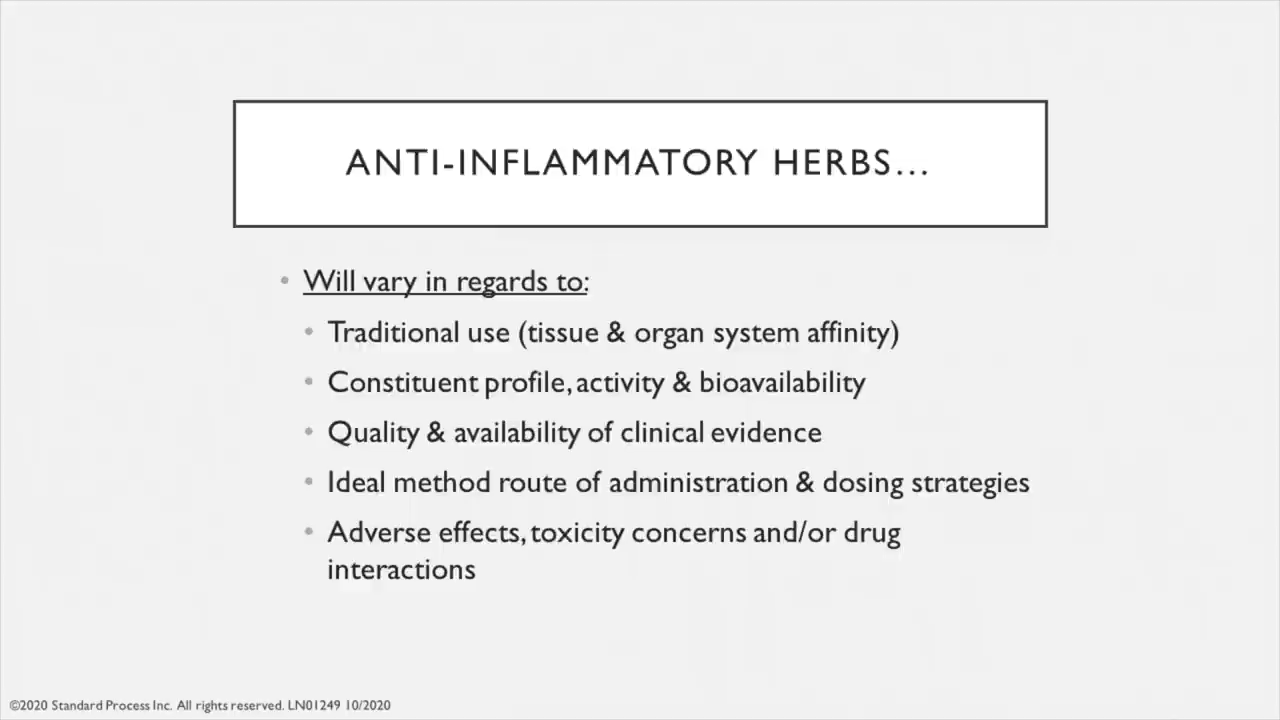 ANTI-INFLAMMATORY HERBS...
Will vary in regards to:
Traditional use (tissue & organ system affinity)
Constituent profile, activity & bioavailability
Quality & availability of clinical evidence
Ideal method route of administration & dosing strategies
Adverse effects, toxicity concerns and/or drug
interactions
©2020 Standard Process Inc. All rights reserved. LN01249 10/2020